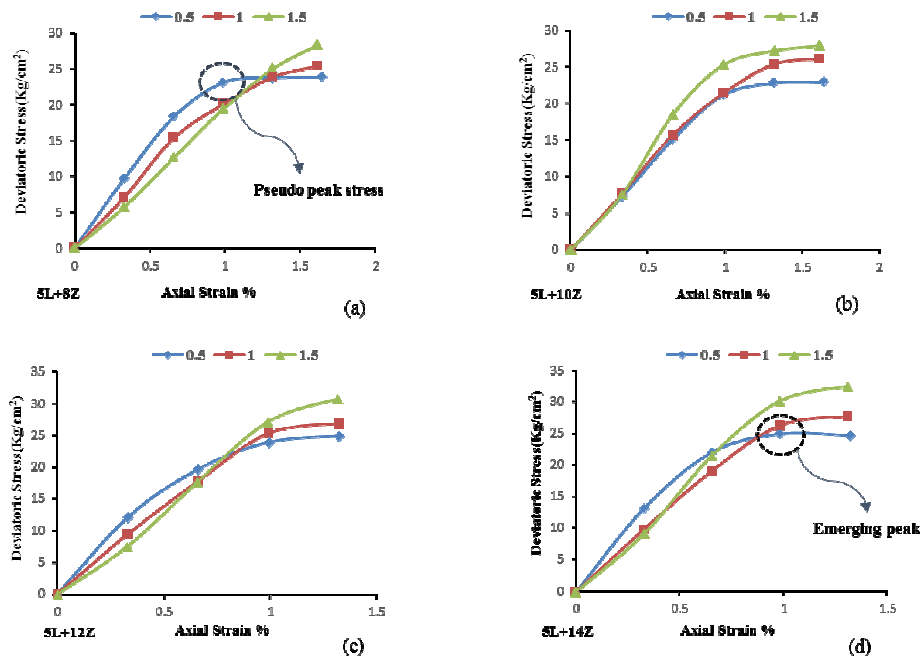 0.5 1 1.5
Deviatoric Stress(Kg/cm²)
30
25
20
15
10
5
0
0 0.5 1 1.5 2
Pseudo peak stress
5L+8Z Axial Strain % (a)
0.5 1 1.5
Deviatoric Stress(Kg/cm²)
30
25
20
15
10
5
0
0 0.5 1 1.5 2
5L+10Z Axial Strain % (b)
0.5 1 1.5
Deviatoric Stress(Kg/cm²)
35
30
25
20
15
10
5
0
0 0.5 1 1.5
5L+12Z Axial Strain % (c)
0.5 1 1.5
Deviatoric Stress(Kg/cm²)
35
30
25
20
15
10
5
0
0 0.5 1 1.5
Emerging peak
5L+14Z Axial Strain % (d)